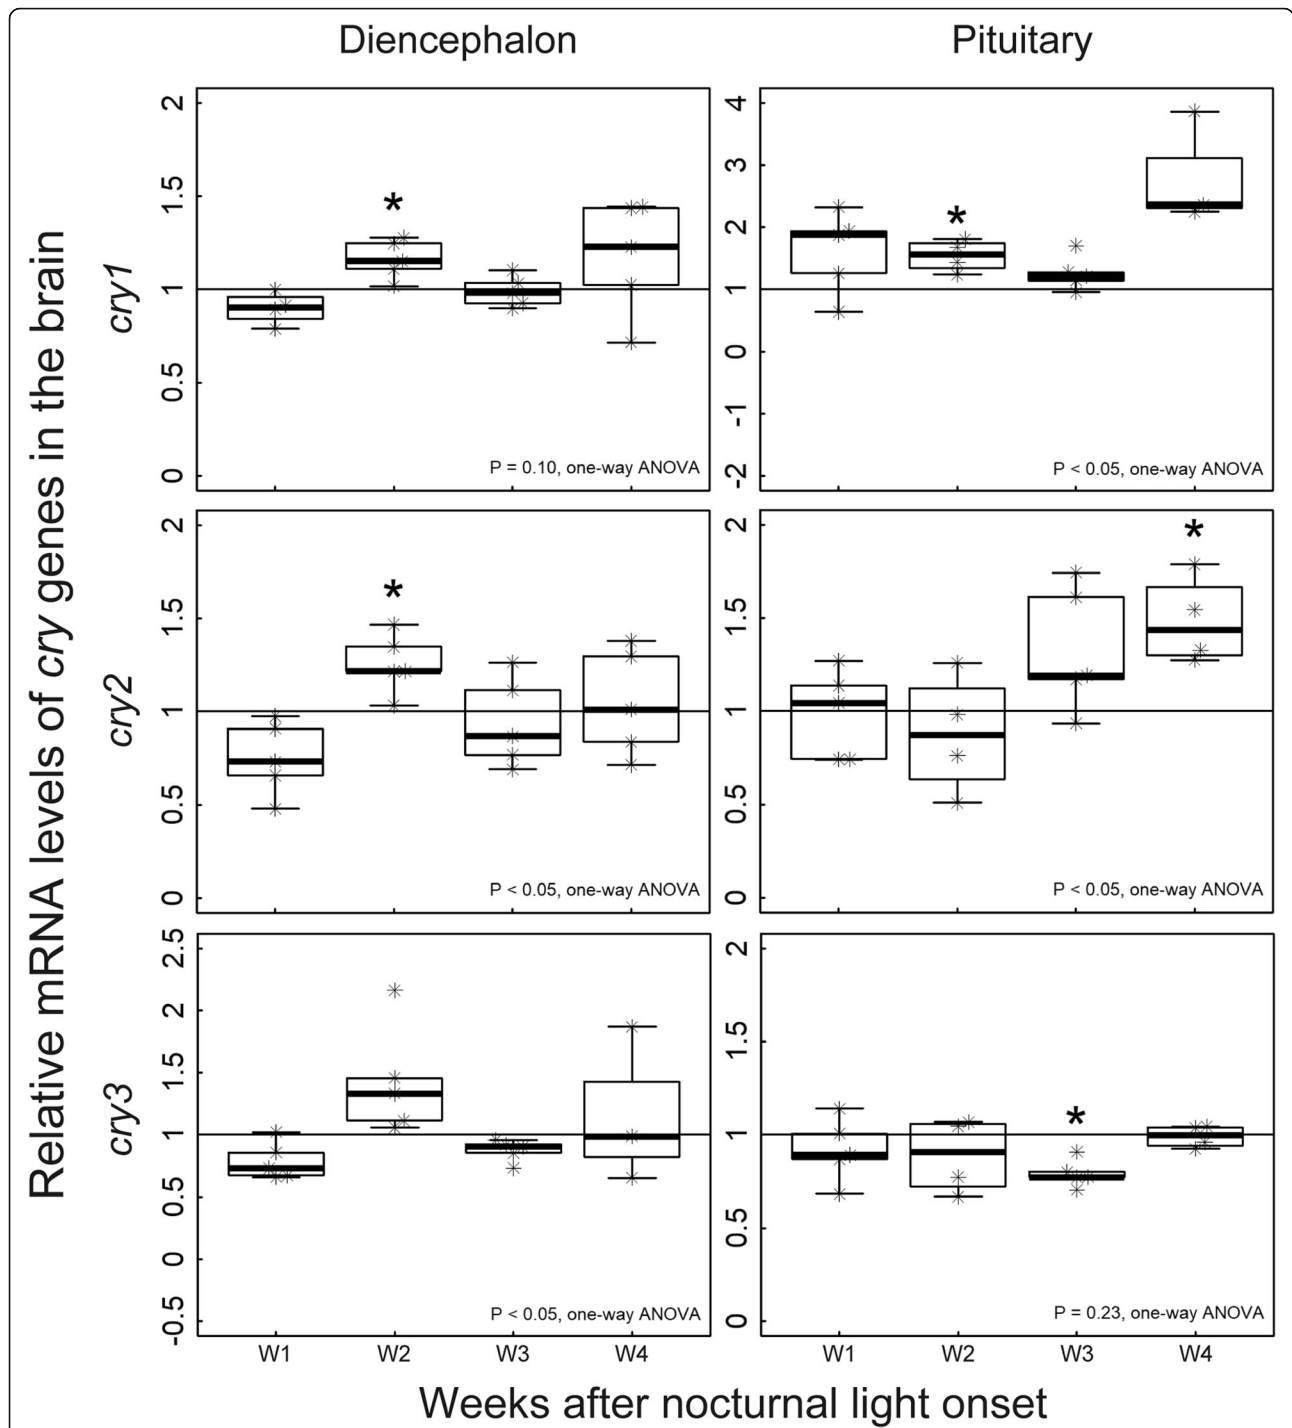 Diencephalon
Pituitary
Relative mRNA levels of cry genes in the brain
cry1
2
1.5
1
0.5
0
*
P = 0.10, one-way ANOVA
4
3
2
1
0
-1
-2
*
P < 0.05, one-way ANOVA
cry2
2
1.5
1
0.5
0
*
P < 0.05, one-way ANOVA
2
1.5
1
0.5
0
*
P < 0.05, one-way ANOVA
cry3
2.5
2
1.5
1
0.5
0
-0.5
P < 0.05, one-way ANOVA
2
1.5
1
0.5
0
*
P = 0.23, one-way ANOVA
W1 W2 W3 W4
W1 W2 W3 W4
Weeks after nocturnal light onset